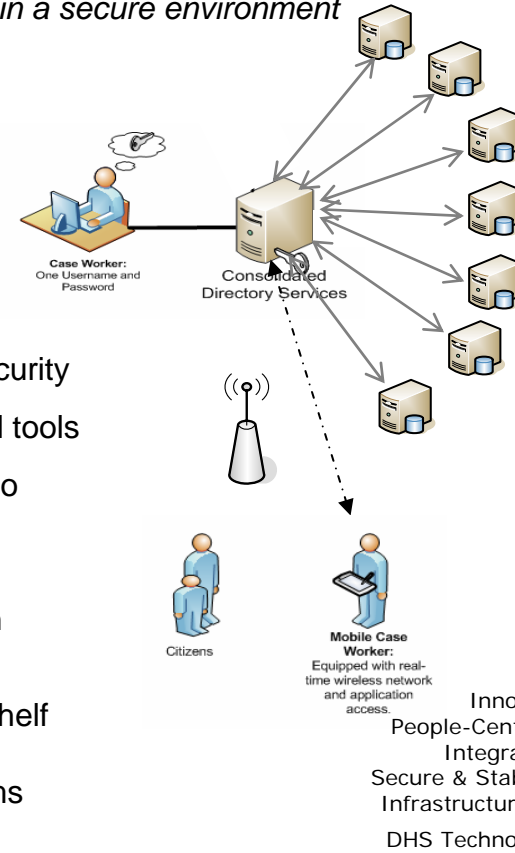 in a secure environment
Case Worker:
One Username and
Password
Consolidated
Directory Services
curity
l tools
o
helf
ns
Citizens
Mobile Case
Worker:
Equipped with real-
time wireless network
and application
access.
Inno
People-Cent
Integra
Secure & Stab
Infrastructur
DHS Techno